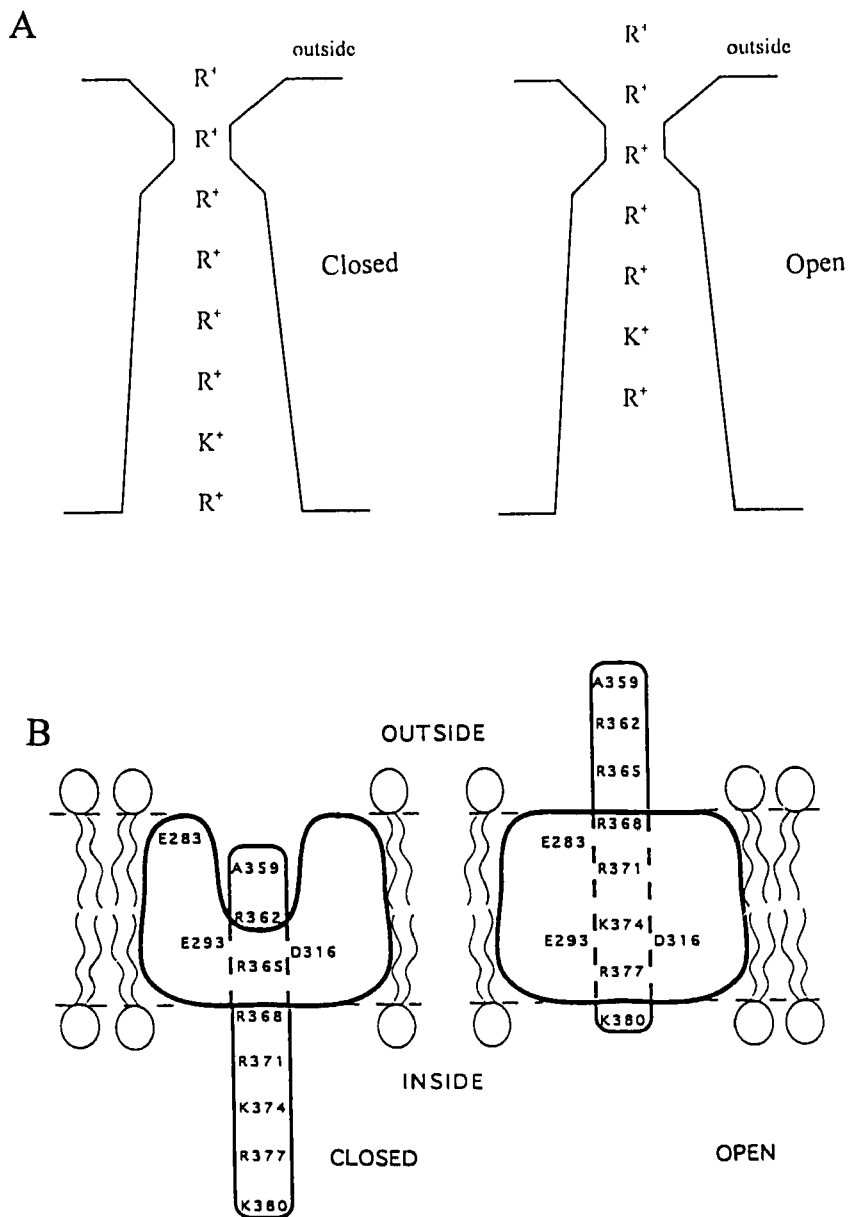 A
outside
R⁺
R⁺
R⁺
R⁺
R⁺
R⁺
K⁺
R⁺
Closed
R⁺
outside
R⁺
R⁺
R⁺
R⁺
K⁺
R⁺
Open
B
OUTSIDE
E283
A359
R362
E293
D316
R365
R368
R371
K374
R377
K380
INSIDE
CLOSED
A359
R362
R365
R368
E283
R371
K374
E293
D316
R377
K380
OPEN